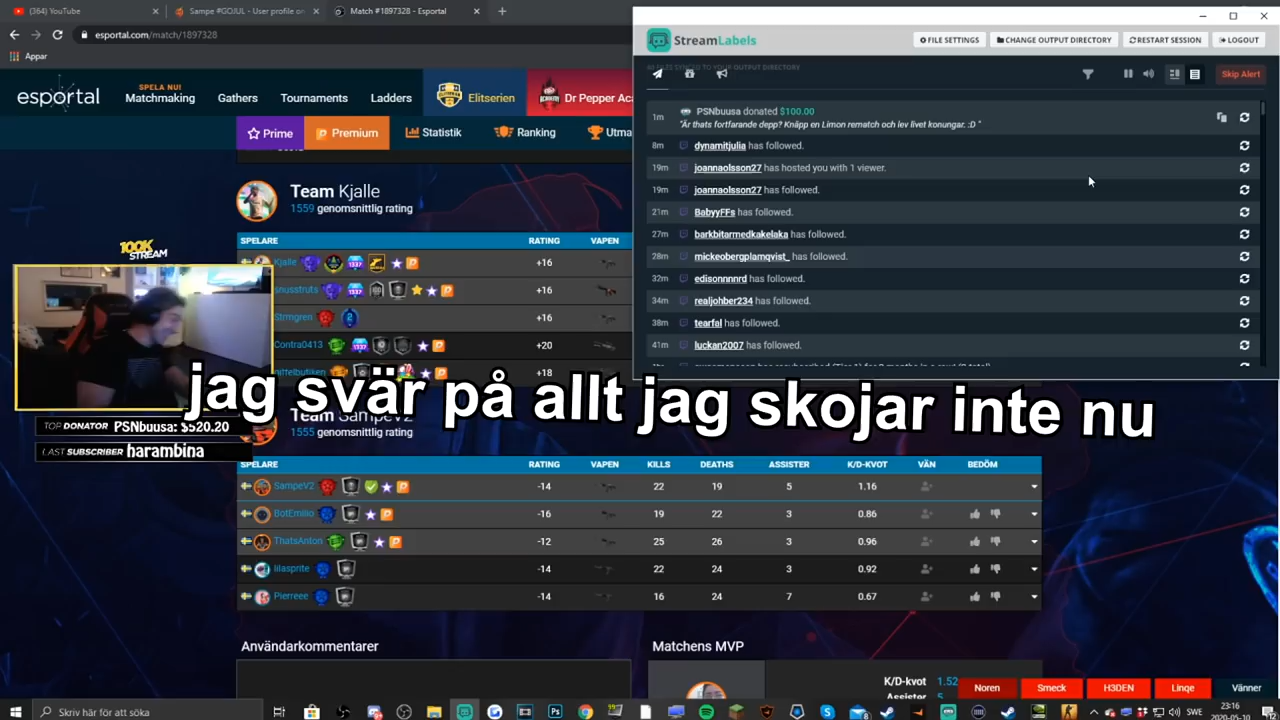 (364) YouTube
Sampe #GOJUL - User profile on
Match #1897328 - Esportal
esportal.com/match/1897328
Appar
StreamLabels
FILE SETTINGS
CHANGE OUTPUT DIRECTORY
RESTART SESSION
LOGOUT
Skip Alert
esportal
SPELA NU!
Matchmaking
Gathers
Tournaments
Ladders
Elitserien
Dr Pepper Aca
Prime
Premium
Statistik
Ranking
Utma
1m PSNbuusa donated $100.00
"Är thats fortfarande depp? Knäpp en Limon rematch och lev livet konungar. :D "
8m dynamitjulia has followed.
19m joannaolsson27 has hosted you with 1 viewer.
19m joannaolsson27 has followed.
21m BabyyFFs has followed.
27m barkbitarmedkakelaka has followed.
28m mickeobergplamqvist_ has followed.
32m edisonnnnrd has followed.
34m realjohber234 has followed.
38m tearfal has followed.
41m luckan2007 has followed.
Team Kjalle
1559 genomsnittlig rating
SPELARE RATING VAPEN
Kjalle +16
snusstruts +16
Strmgren +16
Contra0413 +20
mittelbutiken +18
100K
STREAM
jag svär på allt jag skojar inte nu
TOP DONATOR PSNbuusa: $520.20
LAST SUBSCRIBER harambina
Team SampeV2
1555 genomsnittlig rating
SPELARE RATING VAPEN KILLS DEATHS ASSISTER K/D-KVOT VÄN BEDÖM
SampeV2 -14 22 19 5 1.16
BotEmilio -16 19 22 3 0.86
ThatsAnton -12 25 26 3 0.96
lilasprite -14 22 24 3 0.92
Pierreee -14 16 24 7 0.67
Användarkommentarer
Matchens MVP
K/D-kvot 1.52
Assister 5
Noren
Smeck
H3DEN
Linqe
Vänner
Skriv här för att söka
SWE
23:16
2020-05-10